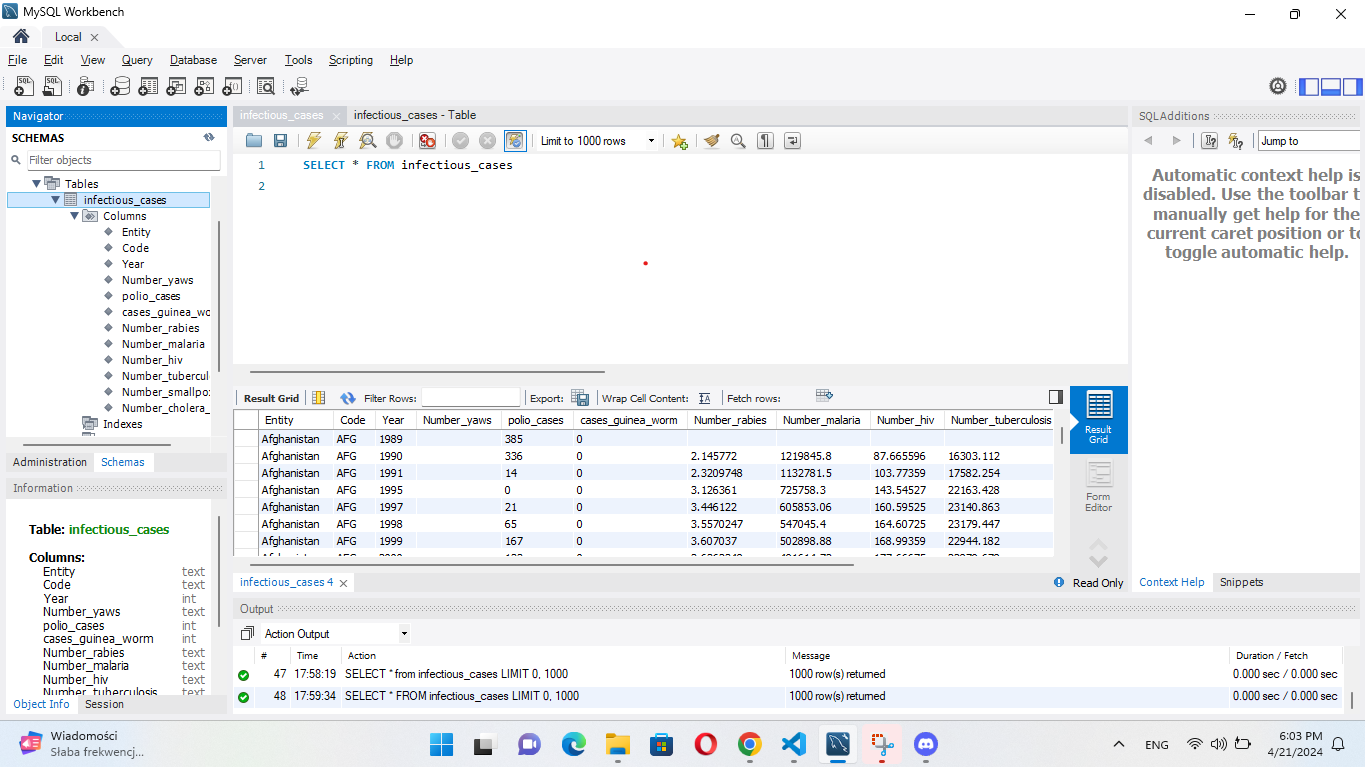 MySQL Workbench
Local
File Edit View Query Database Server Tools Scripting Help
Navigator
SCHEMAS
Filter objects
Tables
infectious_cases
Columns
Entity
Code
Year
Number_yaws
polio_cases
cases_guinea_wo
Number_rabies
Number_malaria
Number_hiv
Number_tubercul
Number_smallpo
Number_cholera_
Indexes
Administration Schemas
Information
Table: infectious_cases
Columns:
Entity text
Code text
Year int
Number_yaws text
polio_cases int
cases_guinea_worm int
Number_rabies text
Number_malaria text
Number_hiv text
Number_tuberculosis text
Object Info Session
infectious_cases infectious_cases - Table
Limit to 1000 rows
1 SELECT * FROM infectious_cases
2
Result Grid Filter Rows: Export: Wrap Cell Content: Fetch rows:
Entity Code Year Number_yaws polio_cases cases_guinea_worm Number_rabies Number_malaria Number_hiv Number_tuberculosis
Afghanistan AFG 1989 385 0
Afghanistan AFG 1990 336 0 2.145772 1219845.8 87.665596 16303.112
Afghanistan AFG 1991 14 0 2.3209748 1132781.5 103.77359 17582.254
Afghanistan AFG 1995 0 0 3.126361 725758.3 143.54527 22163.428
Afghanistan AFG 1997 21 0 3.446122 605853.06 160.59525 23140.863
Afghanistan AFG 1998 65 0 3.5570247 547045.4 164.60725 23179.447
Afghanistan AFG 1999 167 0 3.607037 502898.88 168.99359 22944.182
Result Grid
Form Editor
infectious_cases 4
Read Only
SQLAdditions
Jump to
Automatic context help is
disabled. Use the toolbar t
manually get help for the
current caret position or to
toggle automatic help.
Context Help Snippets
Output
Action Output
# Time Action Message Duration / Fetch
47 17:58:19 SELECT * from infectious_cases LIMIT 0, 1000 1000 row(s) returned 0.000 sec / 0.000 sec
48 17:59:34 SELECT * FROM infectious_cases LIMIT 0, 1000 1000 row(s) returned 0.000 sec / 0.000 sec
Wiadomości
Słaba frekwencj...
ENG
6:03 PM
4/21/2024